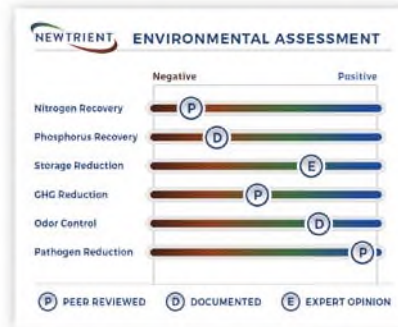 NEWTRIENT ENVIRONMENTAL ASSESSMENT
Negative Positive
Nitrogen Recovery P
Phosphorus Recovery D
Storage Reduction E
GHG Reduction P
Odor Control D
Pathogen Reduction P
P PEER REVIEWED D DOCUMENTED E EXPERT OPINION